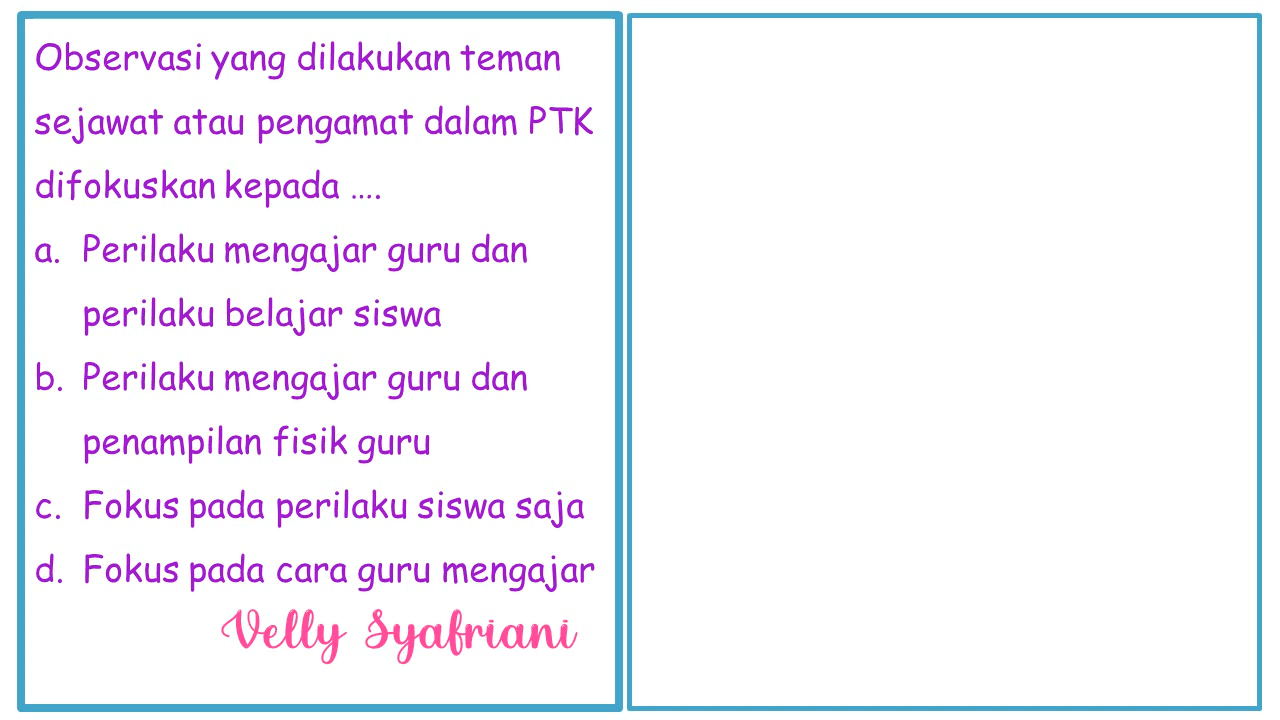 Observasi yang dilakukan teman
sejawat atau pengamat dalam PTK
difokuskan kepada ....
a. Perilaku mengajar guru dan
perilaku belajar siswa
b. Perilaku mengajar guru dan
penampilan fisik guru
c. Fokus pada perilaku siswa saja
d. Fokus pada cara guru mengajar
Velly Syafriani